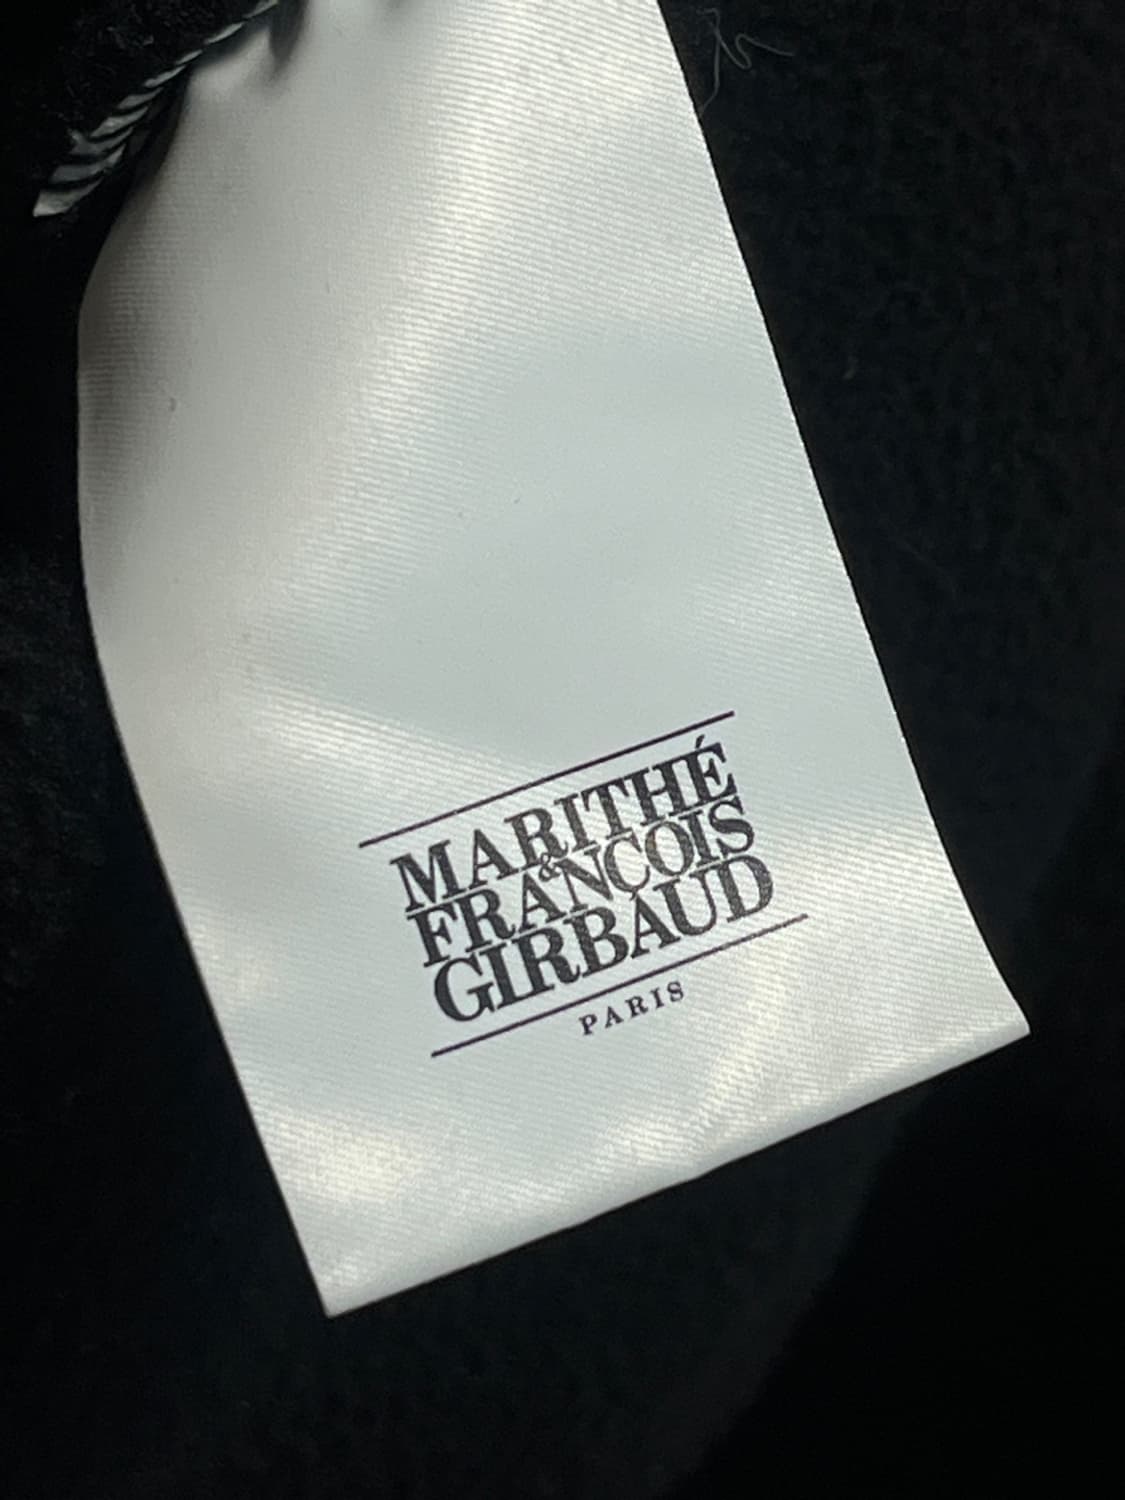 MARITHÉ
&
FRANÇOIS
GIRBAUD
PARIS